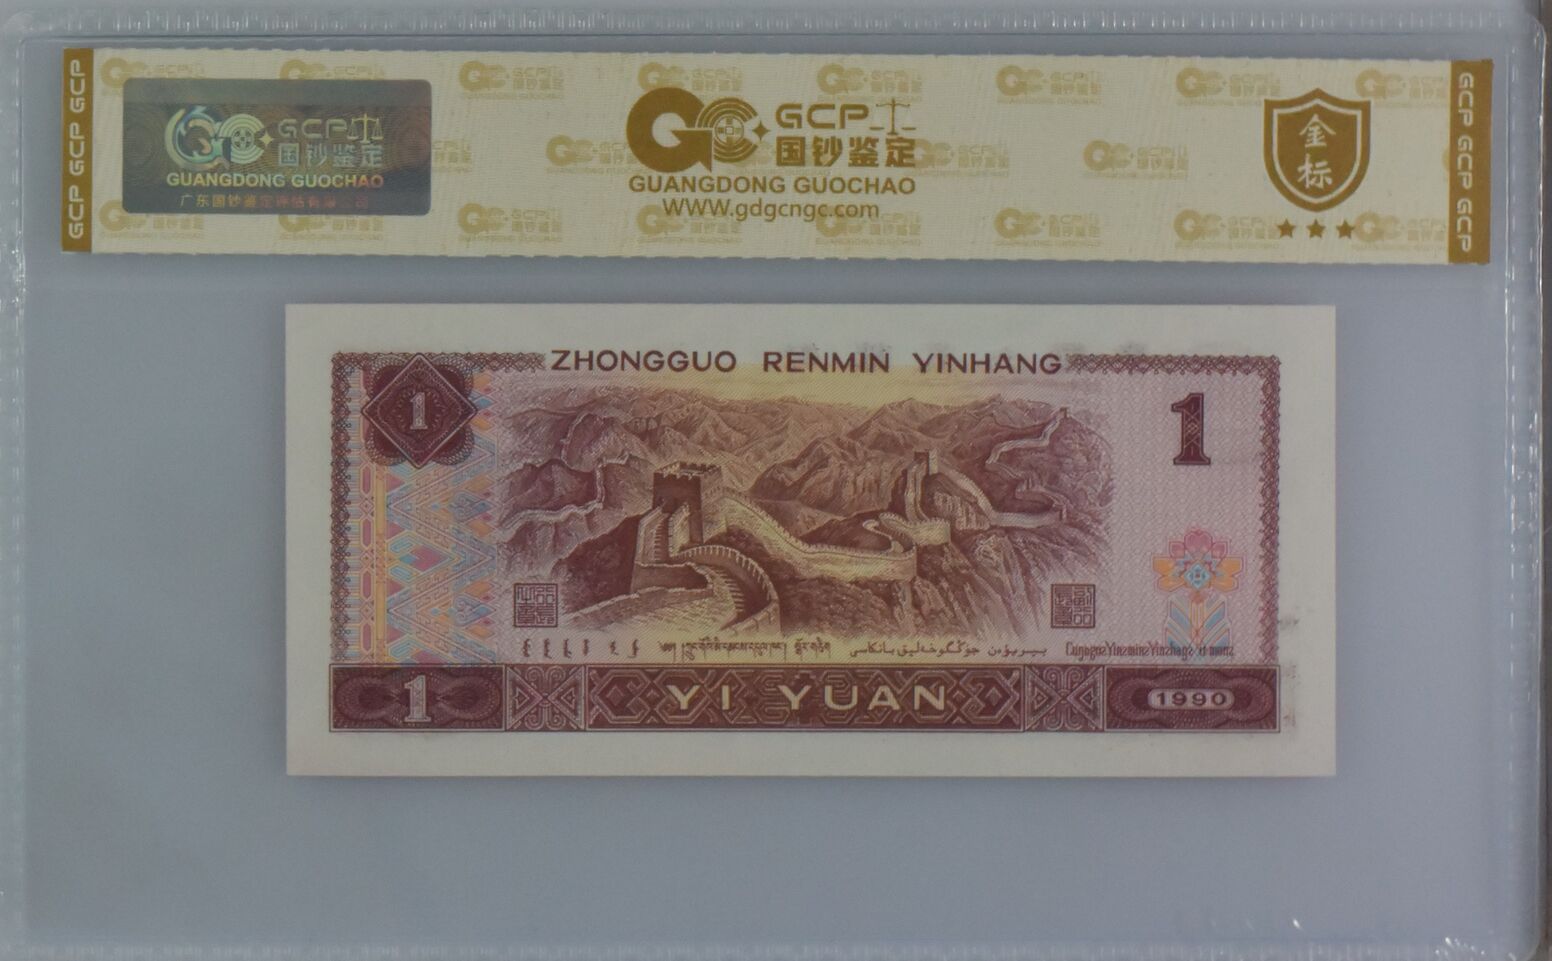 GCP GCP GCP
GCP
国钞鉴定
GUANGDONG GUOCHAO
广东国钞鉴定评估有限公司
GCP
国钞鉴定
GUANGDONG GUOCHAO
WWW.gdgcngc.com
金
标
GCP GCP GCP
ZHONGGUO RENMIN YINHANG
1
1
YI YUAN
1
1990